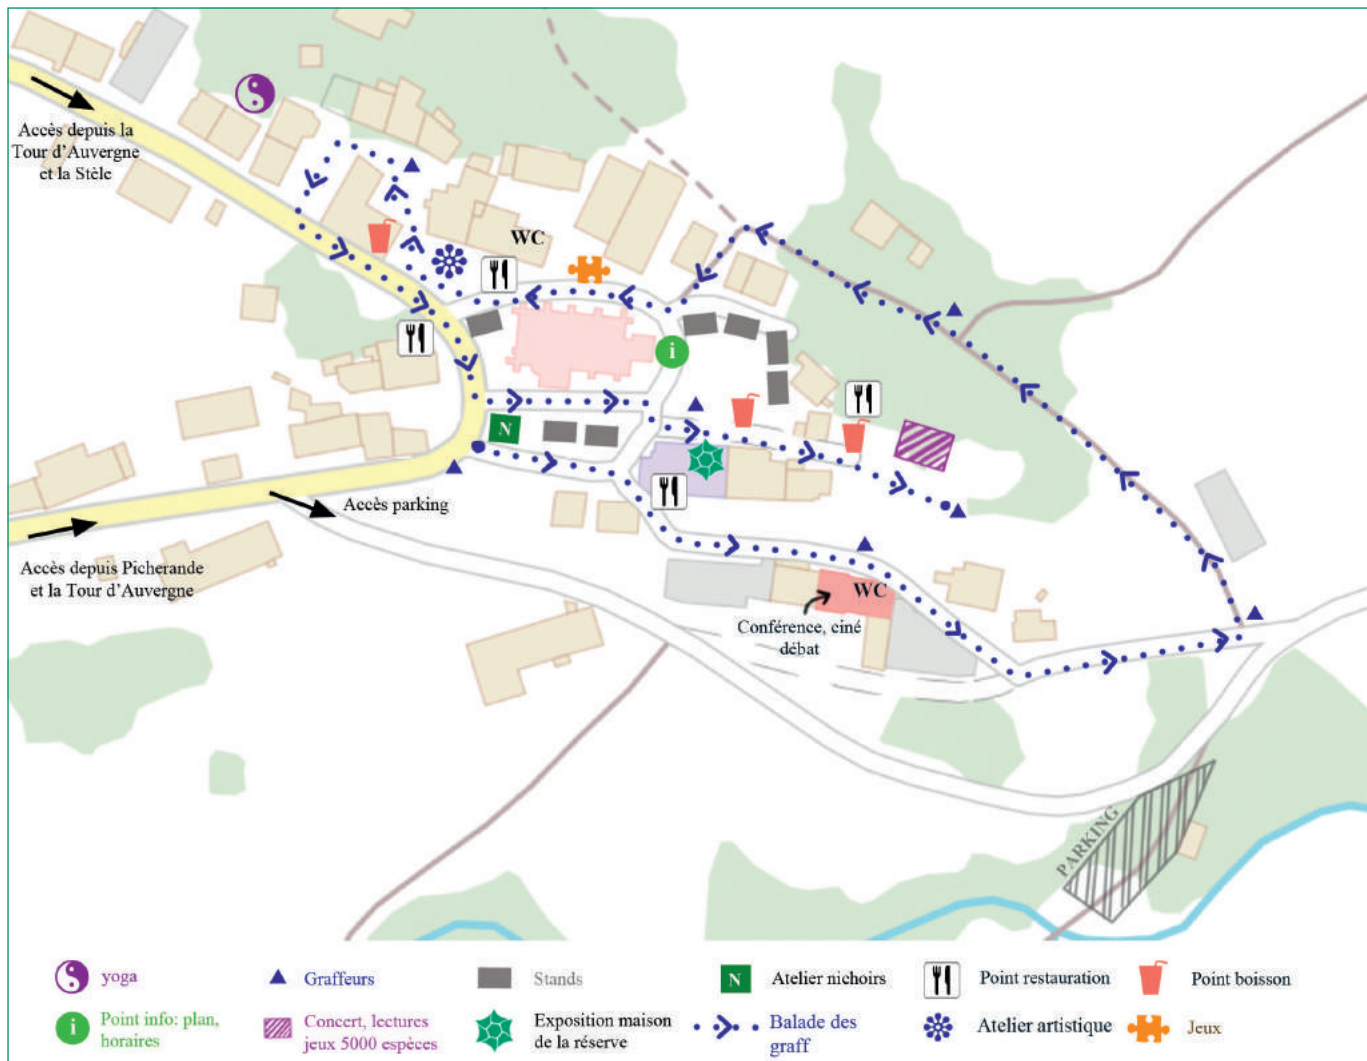 Accès depuis la
Tour d'Auvergne
et la Stèle
WC
i
N
Accès parking
Accès depuis Picherande
et la Tour d'Auvergne
WC
Conférence, ciné
débat
PARKING
yoga
Graffeurs
Stands
N
Atelier nichoirs
Point restauration
Point boisson
i
Point info: plan,
horaires
Concert, lectures
jeux 5000 espèces
Exposition maison
de la réserve
Balade des
graff
Atelier artistique
Jeux